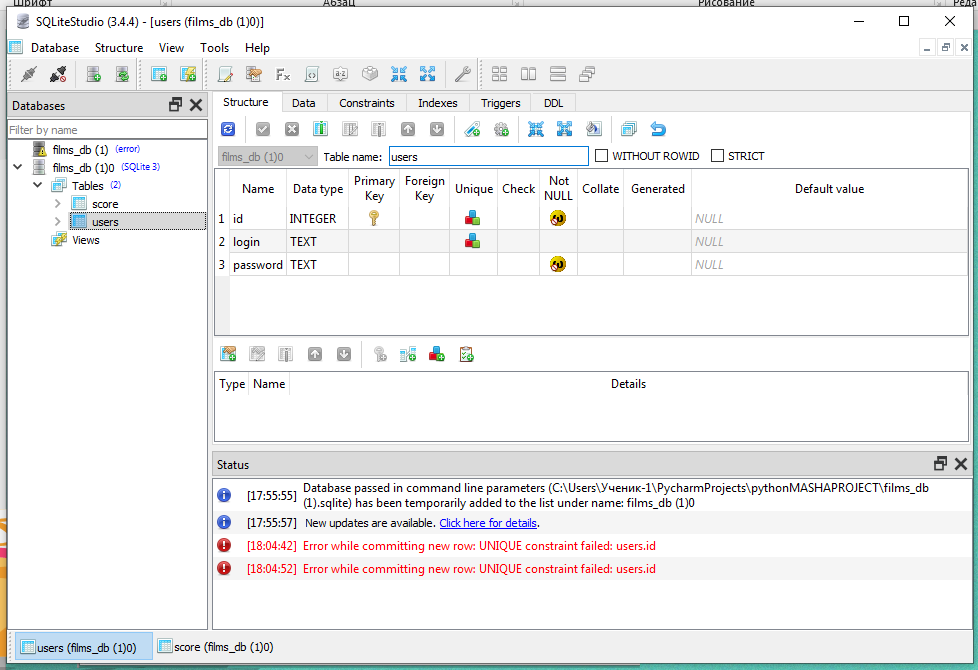 Шрифт
Абзац
Рисование
SQLiteStudio (3.4.4) - [users (films_db (1)0)]
Database Structure View Tools Help
Databases
Filter by name
films_db (1) (error)
films_db (1)0 (SQLite 3)
Tables (2)
score
users
Views
Structure Data Constraints Indexes Triggers DDL
films_db (1)0 Table name: users WITHOUT ROWID STRICT
Name Data type Primary Key Foreign Key Unique Check Not NULL Collate Generated Default value
1 id INTEGER NULL
2 login TEXT NULL
3 password TEXT NULL
Type Name Details
Status
[17:55:55] Database passed in command line parameters (C:\Users\Ученик-1\PycharmProjects\pythonMASHAPROJECT\films_db
(1).sqlite) has been temporarily added to the list under name: films_db (1)0
[17:55:57] New updates are available. Click here for details.
[18:04:42] Error while committing new row: UNIQUE constraint failed: users.id
[18:04:52] Error while committing new row: UNIQUE constraint failed: users.id
users (films_db (1)0) score (films_db (1)0)